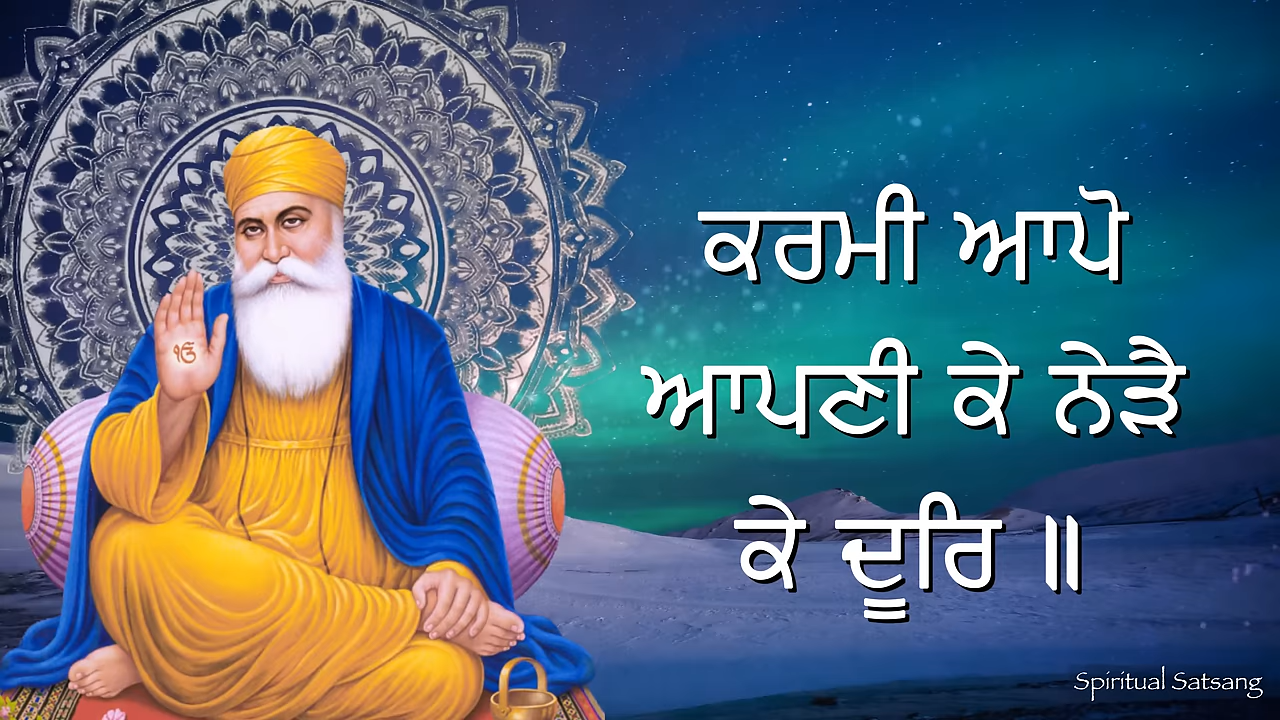 ੴ
ਕਰਮੀ ਆਪੋ
ਆਪਣੀ ਕੇ ਨੇੜੈ
ਕੇ ਦੂਰਿ ॥
Spiritual Satsang